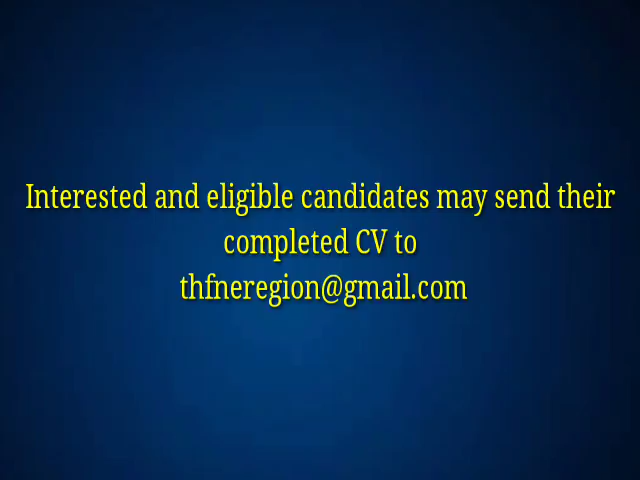 Interested and eligible candidates may send their
completed CV to
thfneregion@gmail.com